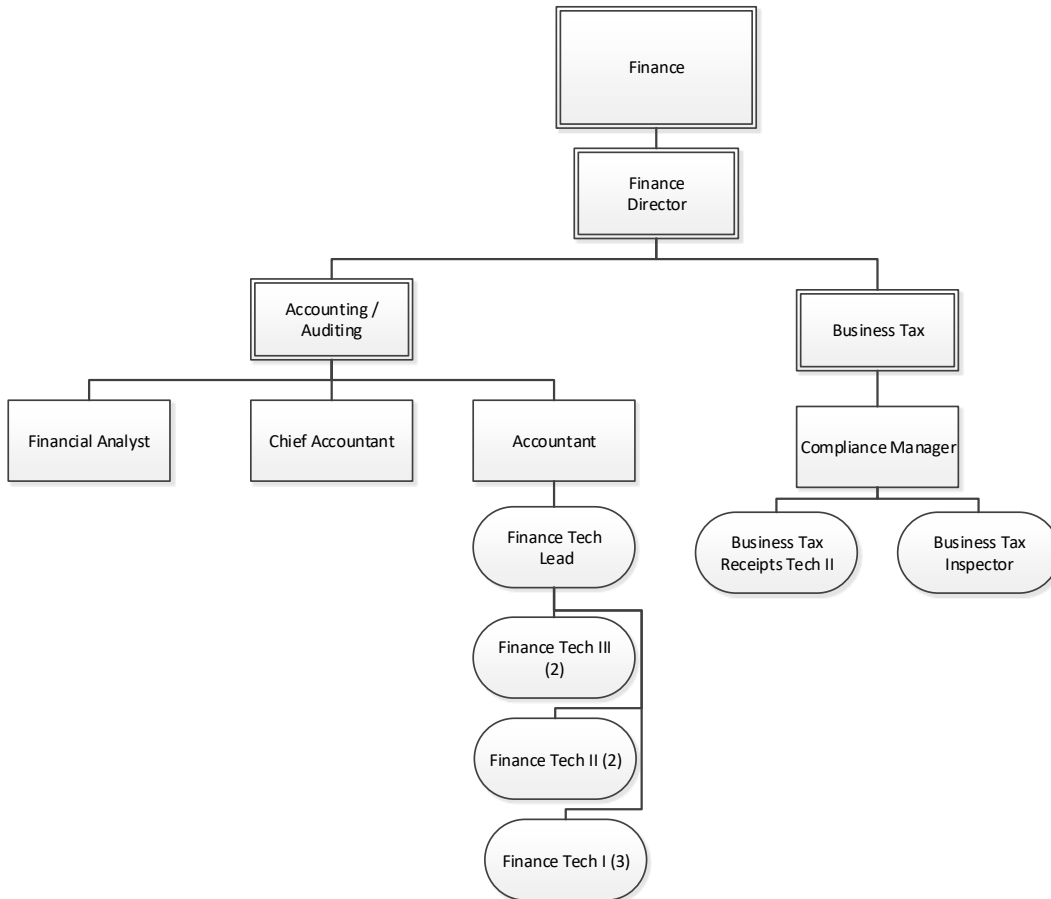 Finance
Finance
Director
Accounting /
Auditing
Business Tax
Financial Analyst
Chief Accountant
Accountant
Compliance Manager
Finance Tech
Lead
Business Tax
Receipts Tech II
Business Tax
Inspector
Finance Tech III
(2)
Finance Tech II (2)
Finance Tech I (3)